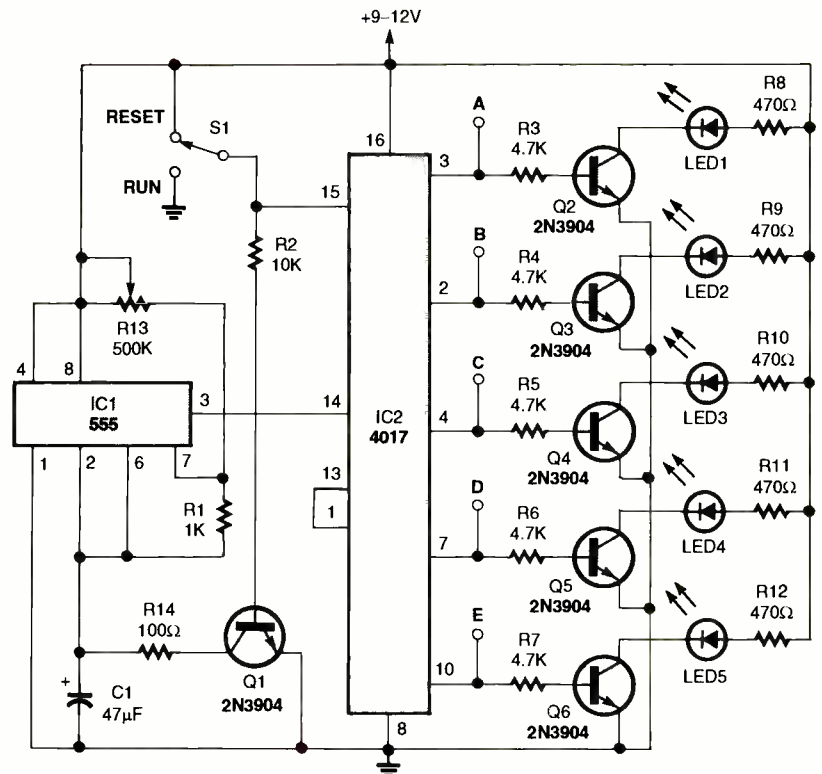 +9–12V
RESET
S1
RUN
16
15
R2
10K
R13
500K
4
8
IC1
555
3
1
2
6
7
R1
1K
14
13
1
IC2
4017
R14
100Ω
Q1
2N3904
+
C1
47µF
8
A
3
R3
4.7K
Q2
2N3904
LED1
R8
470Ω
B
2
R4
4.7K
Q3
2N3904
LED2
R9
470Ω
C
4
R5
4.7K
Q4
2N3904
LED3
R10
470Ω
D
7
R6
4.7K
Q5
2N3904
LED4
R11
470Ω
E
10
R7
4.7K
Q6
2N3904
LED5
R12
470Ω